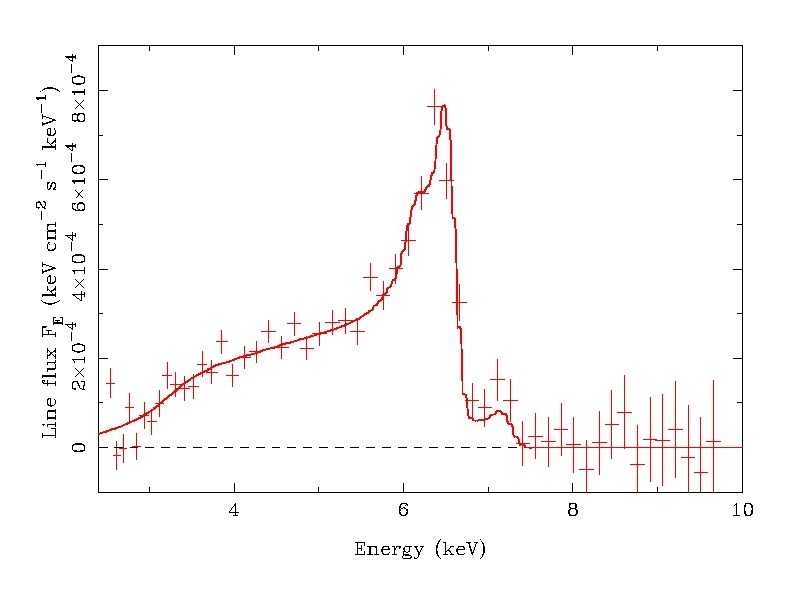 Line flux F_E (keV cm⁻² s⁻¹ keV⁻¹)
8×10⁻⁴
6×10⁻⁴
4×10⁻⁴
2×10⁻⁴
0
4 6 8 10
Energy (keV)